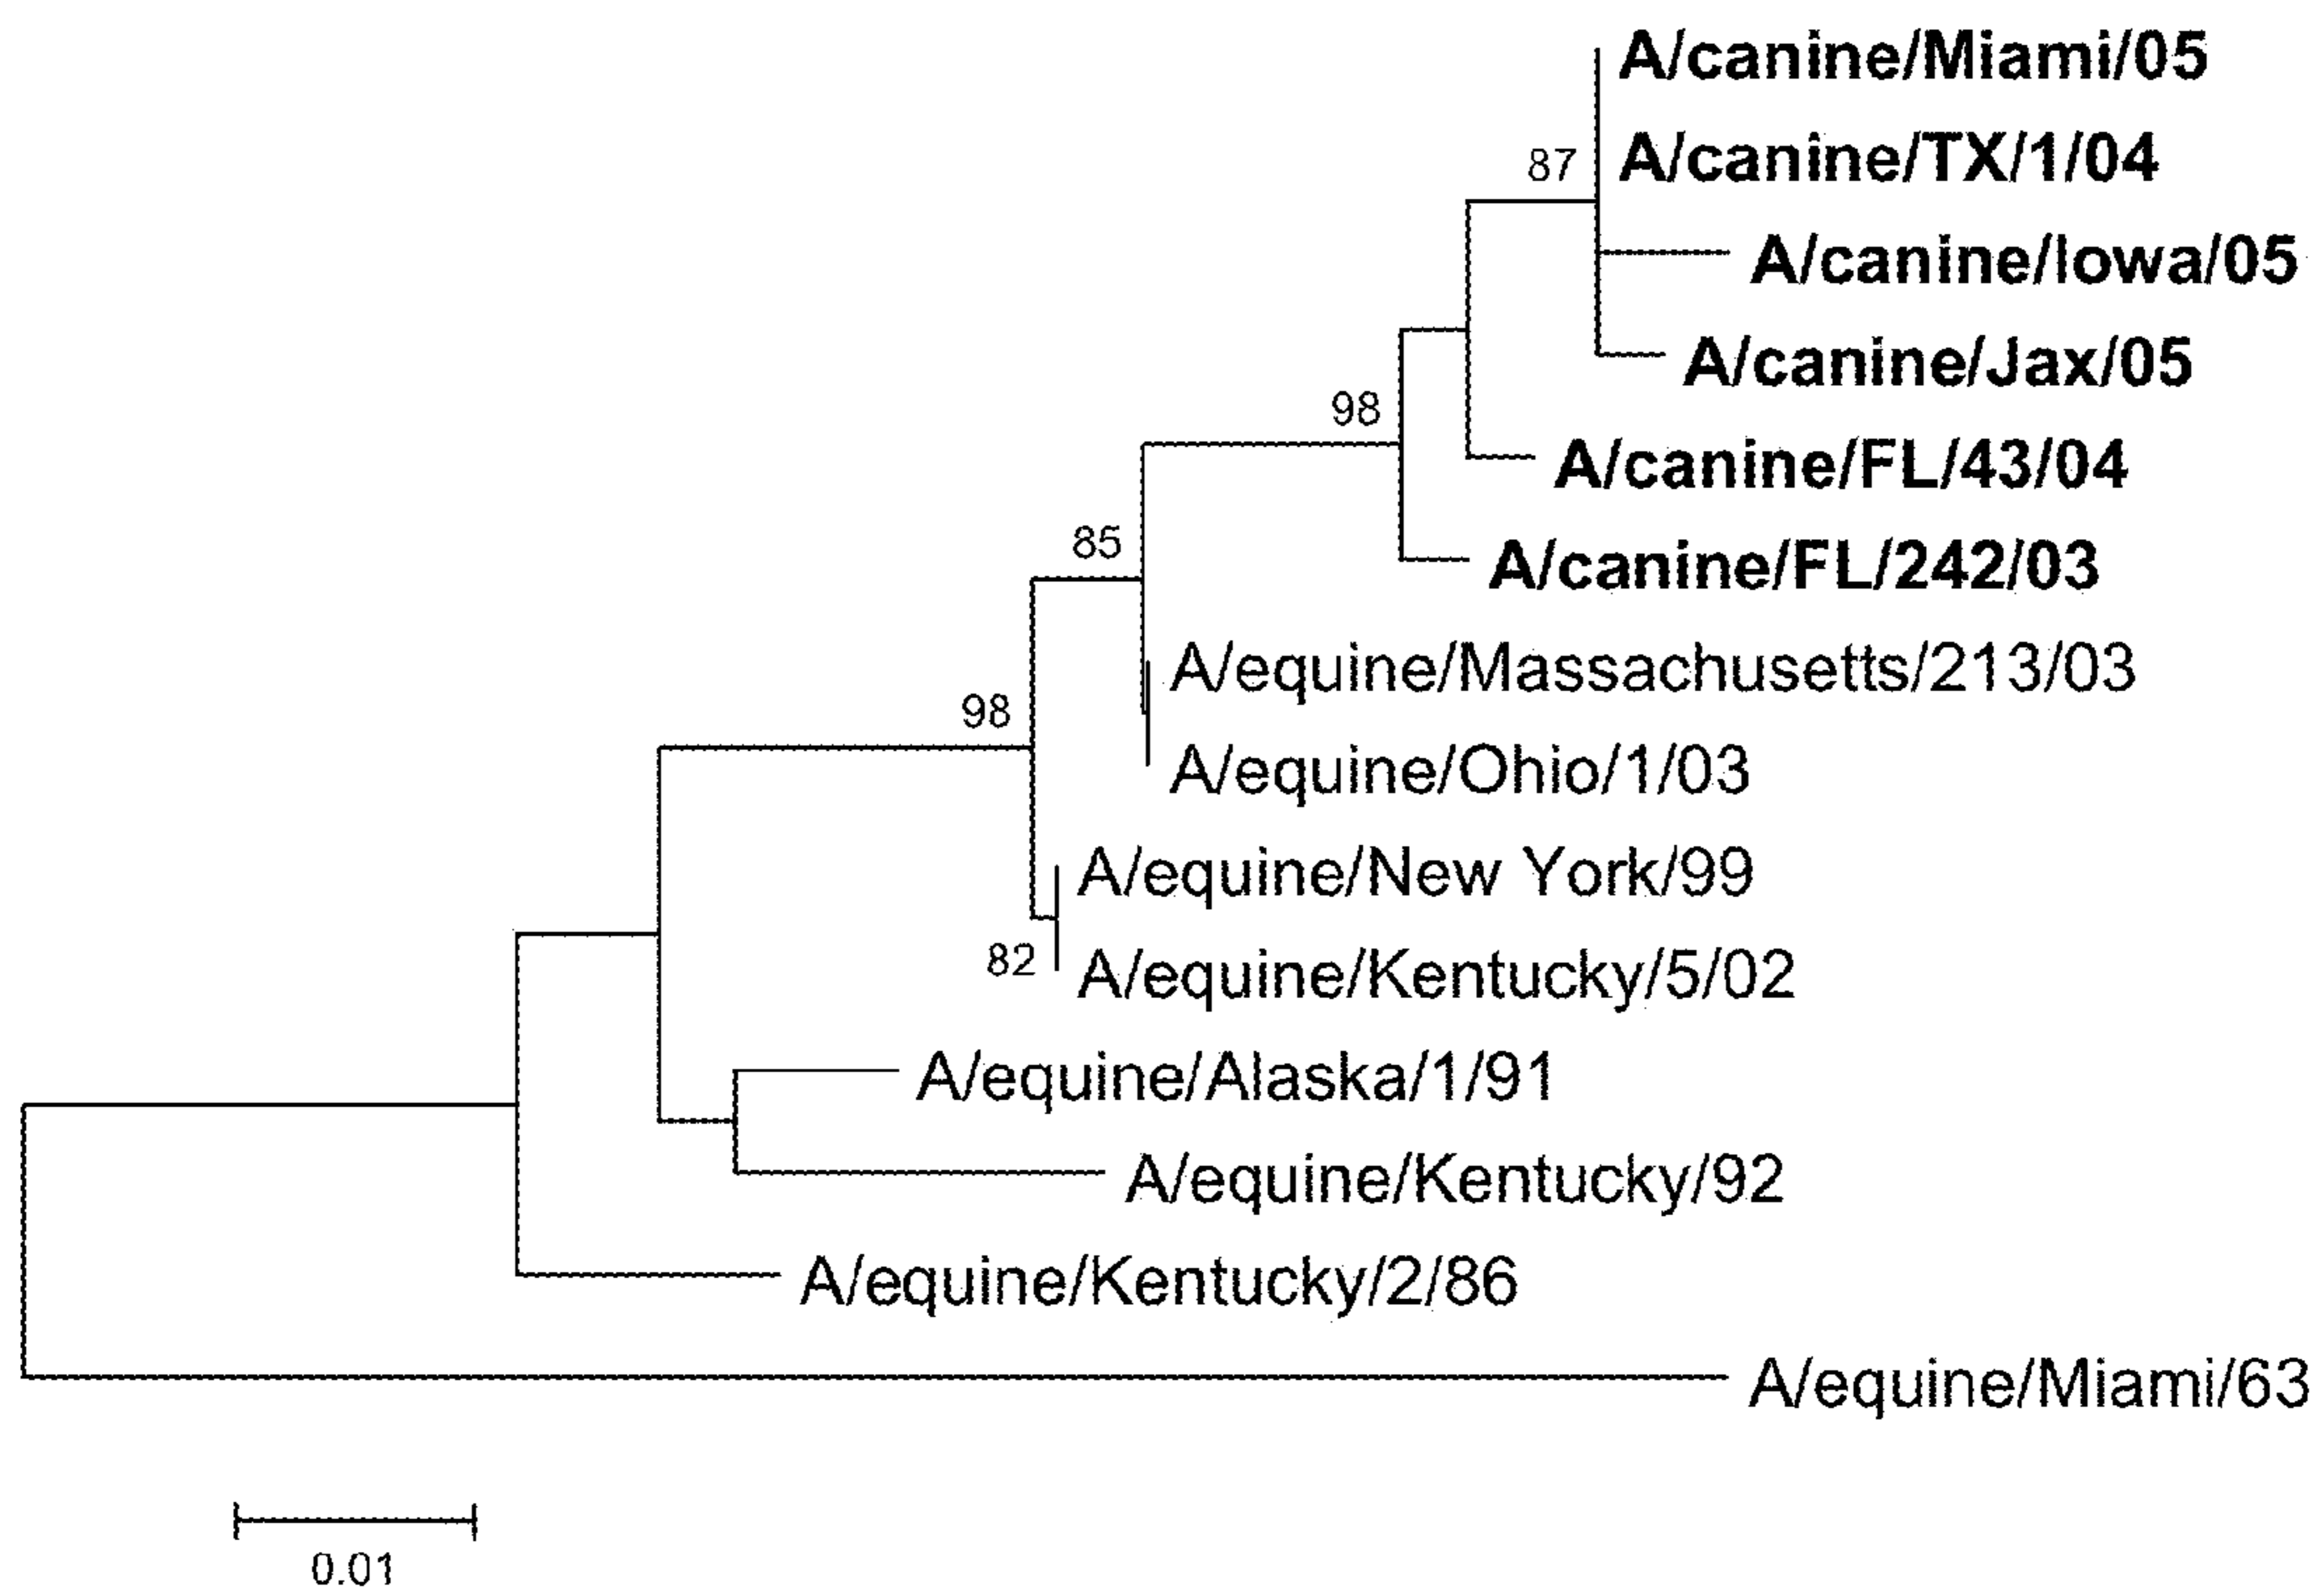 A/canine/Miami/05
87
A/canine/TX/1/04
A/canine/Iowa/05
A/canine/Jax/05
98
A/canine/FL/43/04
85
A/canine/FL/242/03
A/equine/Massachusetts/213/03
98
A/equine/Ohio/1/03
A/equine/New York/99
82
A/equine/Kentucky/5/02
A/equine/Alaska/1/91
A/equine/Kentucky/92
A/equine/Kentucky/2/86
A/equine/Miami/63
0.01